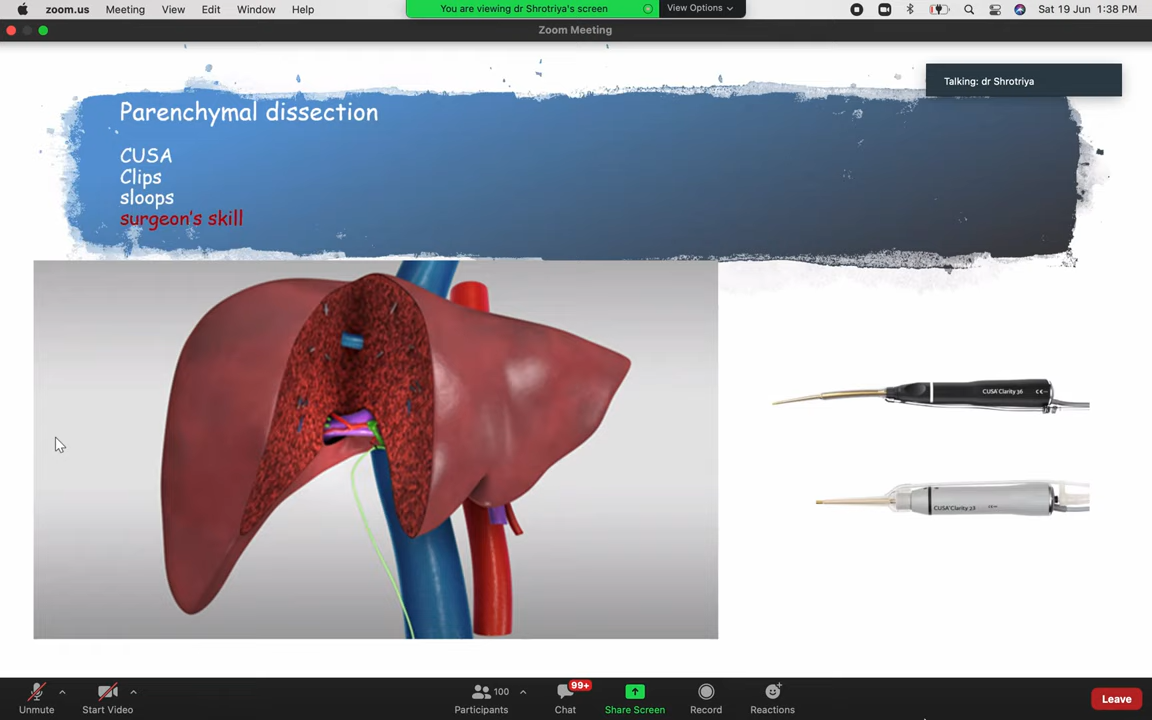 zoom.us Meeting View Edit Window Help
You are viewing dr Shrotriya's screen
View Options
Sat 19 Jun 1:38 PM
Zoom Meeting
Talking: dr Shrotriya
Parenchymal dissection
CUSA
Clips
sloops
surgeon's skill
CUSA Clarity 36 CE
CUSA Clarity 23
Unmute
Start Video
100
Participants
99+
Chat
Share Screen
Record
Reactions
Leave